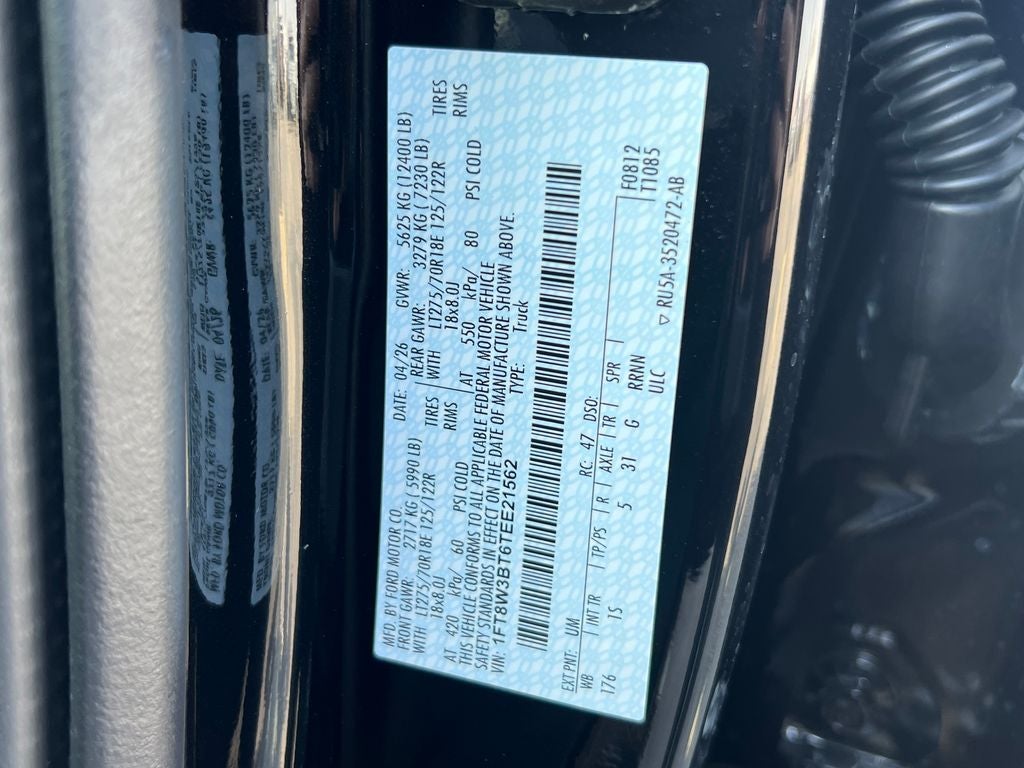 MFD. BY FORD MOTOR CO.
DATE: 04/26 GVWR: 5625 KG (12400 LB)
FRONT GAWR: 2717 KG (5990 LB) REAR GAWR: 3279 KG (7230 LB)
WITH LT275/70R18E 125/122R TIRES WITH LT275/70R18E 125/122R TIRES
18x8.0J RIMS 18x8.0J RIMS
AT 420 kPa/ 60 PSI COLD AT 550 kPa/ 80 PSI COLD
THIS VEHICLE CONFORMS TO ALL APPLICABLE FEDERAL MOTOR VEHICLE
SAFETY STANDARDS IN EFFECT ON THE DATE OF MANUFACTURE SHOWN ABOVE.
VIN: 1FT8W3BT6TEE21562 TYPE: Truck
F0812
EXT PNT: UM RC: 47 DSO: TT1085
WB | INT TR | TP/PS | R | AXLE | TR | SPR
176 1S 5 31 G RRNN
ULC
▽ RU5A-3520472-AB